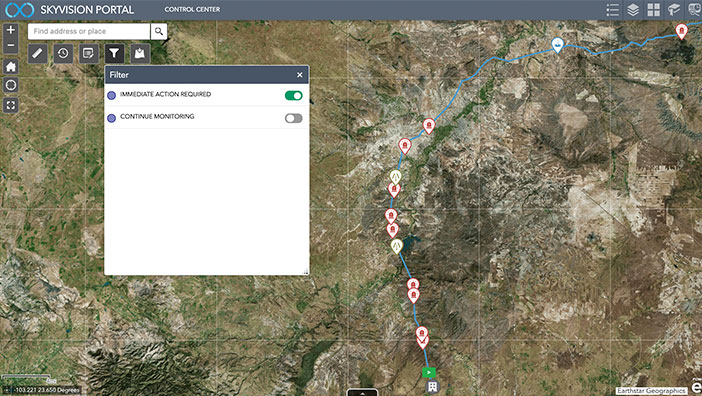 SKYVISION PORTAL
CONTROL CENTER
Find address or place
Filter
IMMEDIATE ACTION REQUIRED
CONTINUE MONITORING
-103.221 23.650 Degrees
Earthstar Geographics